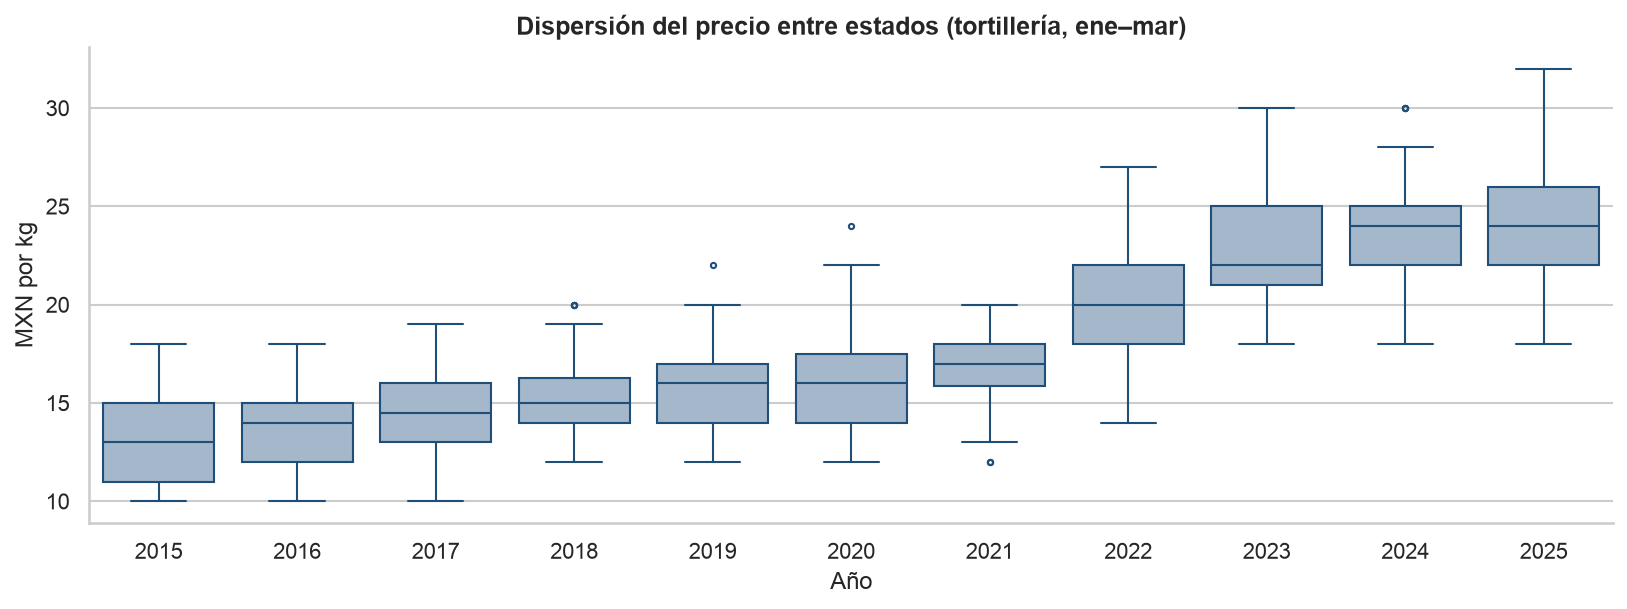 Dispersión del precio entre estados (tortillería, ene–mar)
MXN por kg
30
25
20
15
10
2015 2016 2017 2018 2019 2020 2021 2022 2023 2024 2025
Año